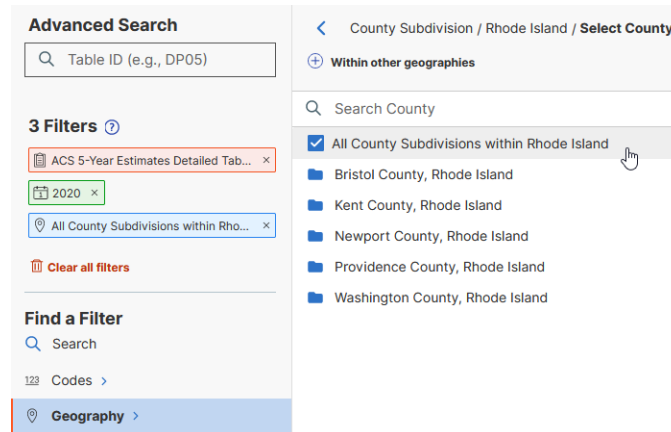 Advanced Search
Table ID (e.g., DP05)
3 Filters ?
ACS 5-Year Estimates Detailed Tab... ×
1 2020 ×
All County Subdivisions within Rho... ×
Clear all filters
Find a Filter
Search
123 Codes >
Geography >
County Subdivision / Rhode Island / Select County
Within other geographies
Search County
All County Subdivisions within Rhode Island
Bristol County, Rhode Island
Kent County, Rhode Island
Newport County, Rhode Island
Providence County, Rhode Island
Washington County, Rhode Island